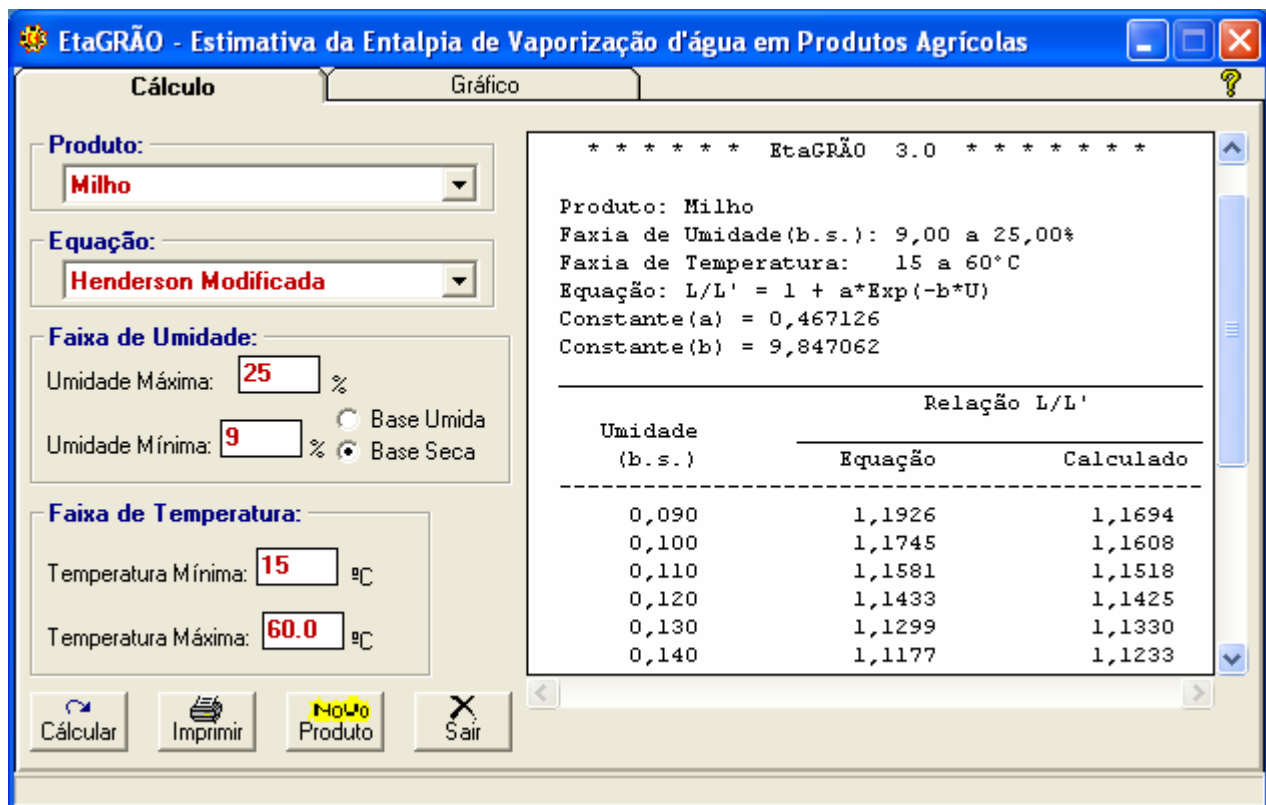 EtaGRÃO - Estimativa da Entalpia de Vaporização d'água em Produtos Agrícolas
Cálculo
Gráfico
?
Produto:
Milho
Equação:
Henderson Modificada
Faixa de Umidade:
Umidade Máxima: 25 %
Umidade Mínima: 9 %
Base Umida
Base Seca
Faixa de Temperatura:
Temperatura Mínima: 15 ºC
Temperatura Máxima: 60.0 ºC
Cálcular
Imprimir
Novo
Produto
Sair
* * * * * * EtaGRÃO 3.0 * * * * * * *
Produto: Milho
Faxia de Umidade(b.s.): 9,00 a 25,00%
Faxia de Temperatura: 15 a 60°C
Equação: L/L' = 1 + a*Exp(-b*U)
Constante(a) = 0,467126
Constante(b) = 9,847062
Relação L/L'
Umidade
(b.s.) Equação Calculado
0,090 1,1926 1,1694
0,100 1,1745 1,1608
0,110 1,1581 1,1518
0,120 1,1433 1,1425
0,130 1,1299 1,1330
0,140 1,1177 1,1233